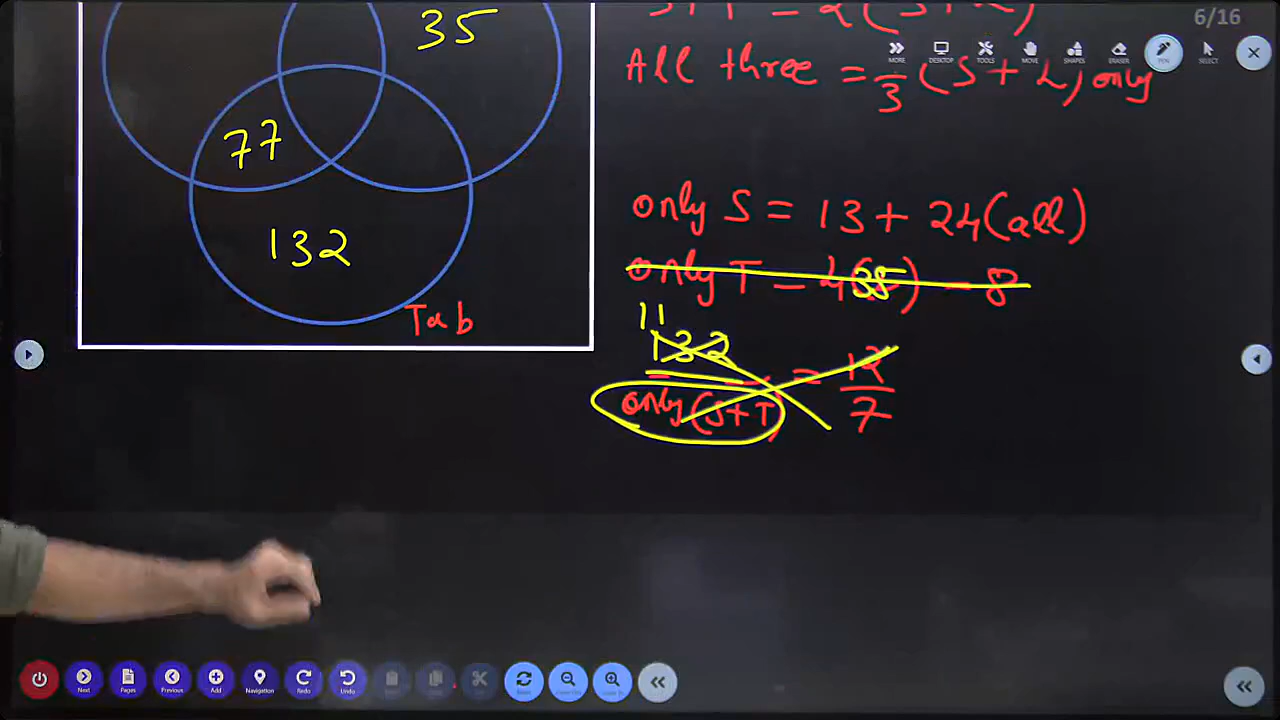 6/16
35
S+T = 2(S+L)
All three = 1/3 (S + L) only
MORE DESKTOP TOOLS MOVE SHAPES ERASER PEN SELECT
77
only S = 13 + 24(all)
132
only T = 4(35) - 8
Tab
11
132
only (S+T) = 12/7
Next Pages Previous Add Navigation Redo Undo